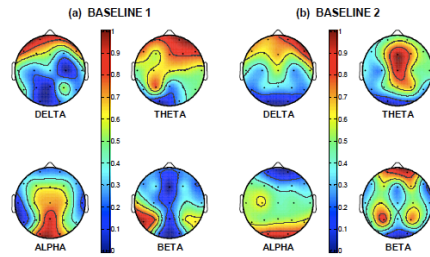 (a) BASELINE 1
(b) BASELINE 2
1
0.9
0.8
0.7
0.6
0.5
0.4
0.3
0.2
0.1
0
DELTA
THETA
ALPHA
BETA
1
0.9
0.8
0.7
0.6
0.5
0.4
0.3
0.2
0.1
0
DELTA
THETA
ALPHA
BETA